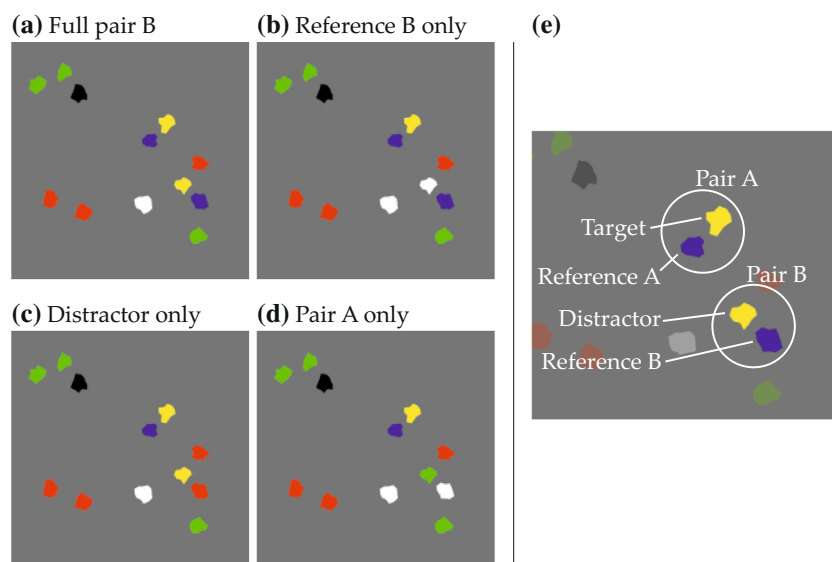 (a) Full pair B
(b) Reference B only
(c) Distractor only
(d) Pair A only
(e)
Pair A
Target
Reference A
Pair B
Distractor
Reference B